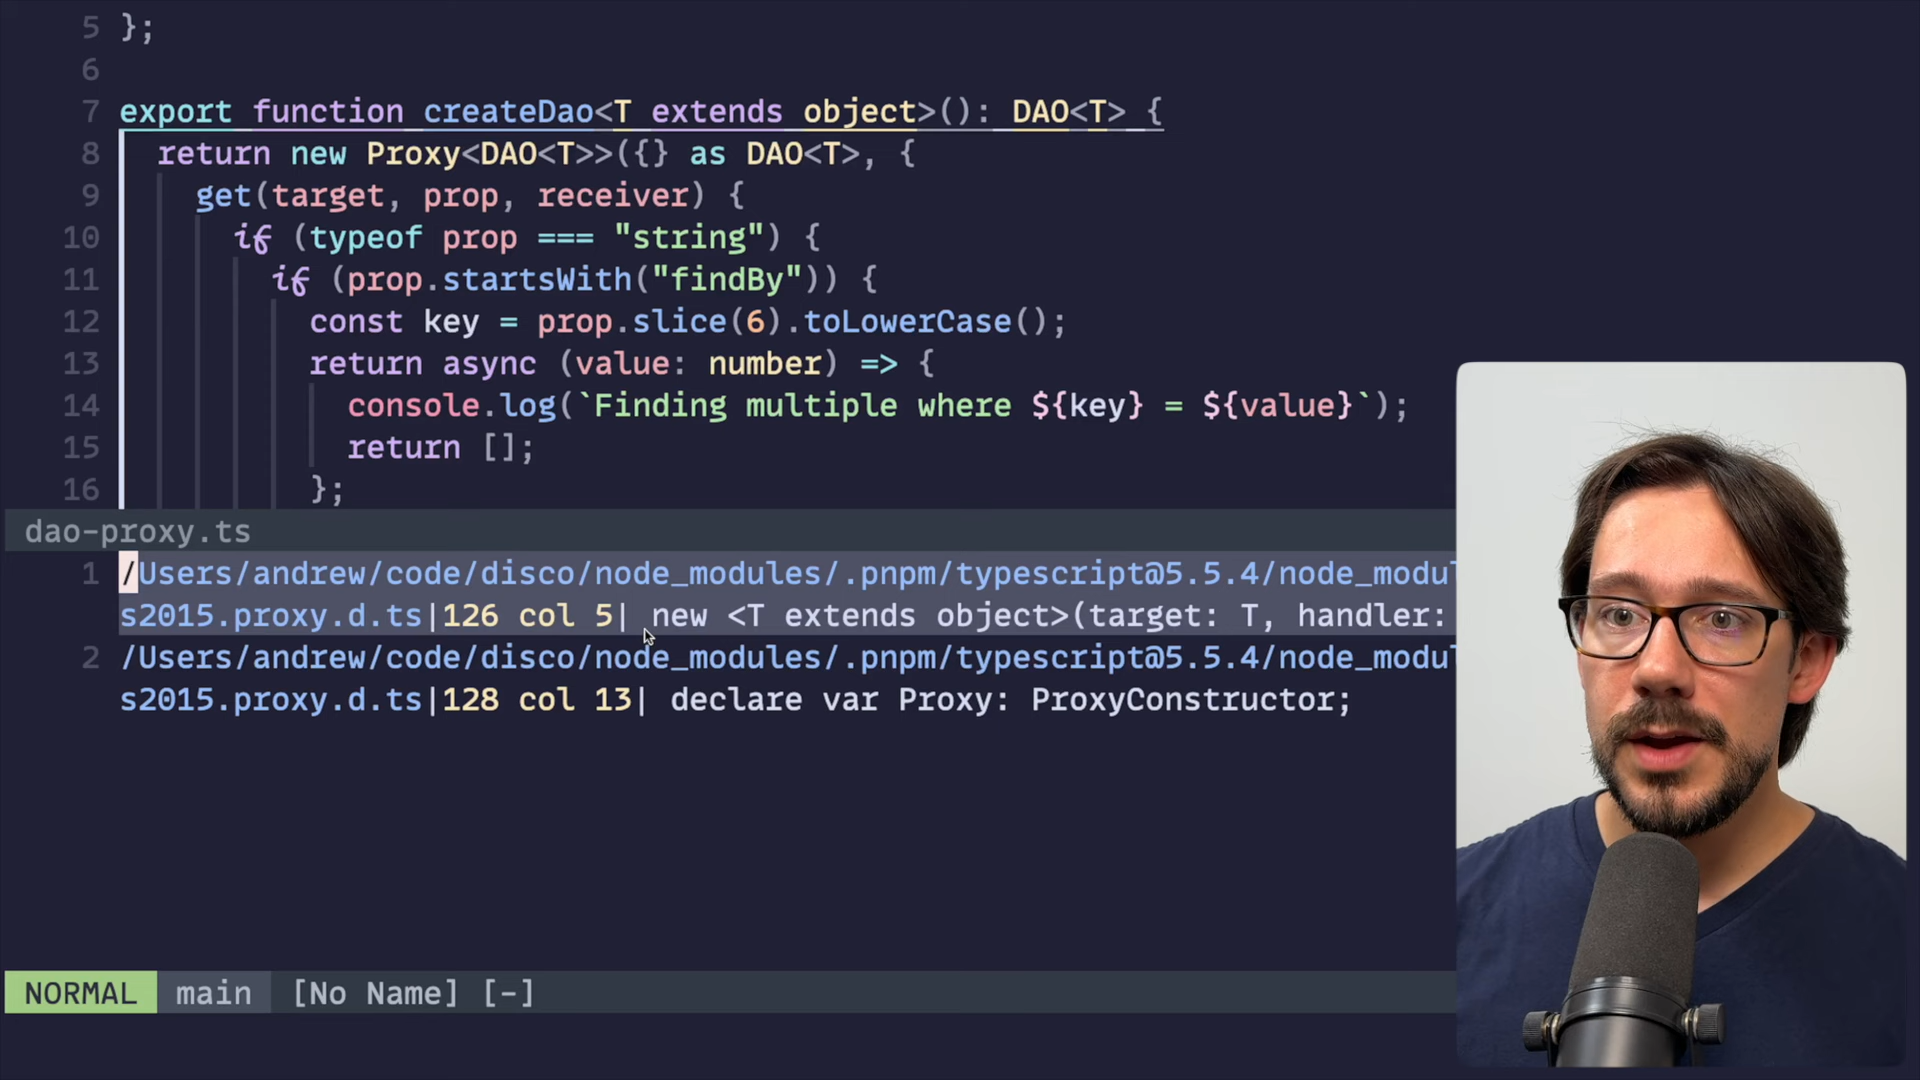 5 };
6
7 export function createDao<T extends object>(): DAO<T> {
8 return new Proxy<DAO<T>>({} as DAO<T>, {
9 get(target, prop, receiver) {
10 if (typeof prop === "string") {
11 if (prop.startsWith("findBy")) {
12 const key = prop.slice(6).toLowerCase();
13 return async (value: number) => {
14 console.log(`Finding multiple where ${key} = ${value}`);
15 return [];
16 };
dao-proxy.ts
1 /Users/andrew/code/disco/node_modules/.pnpm/typescript@5.5.4/node_modul
s2015.proxy.d.ts|126 col 5| new <T extends object>(target: T, handler:
2 /Users/andrew/code/disco/node_modules/.pnpm/typescript@5.5.4/node_modul
s2015.proxy.d.ts|128 col 13| declare var Proxy: ProxyConstructor;
NORMAL main [No Name] [-]